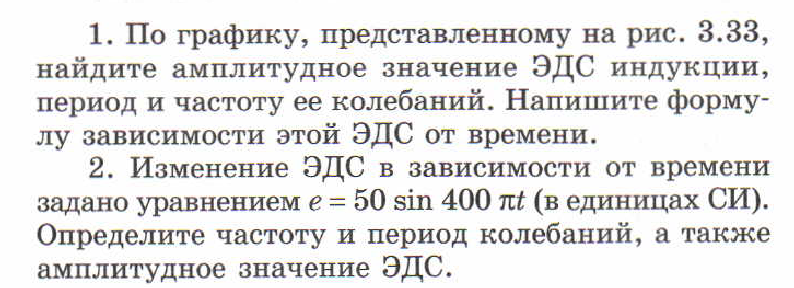 1. По графику, представленному на рис. 3.33,
найдите амплитудное значение ЭДС индукции,
период и частоту ее колебаний. Напишите форму-
лу зависимости этой ЭДС от времени.
2. Изменение ЭДС в зависимости от времени
задано уравнением e = 50 sin 400 πt (в единицах СИ).
Определите частоту и период колебаний, а также
амплитудное значение ЭДС.